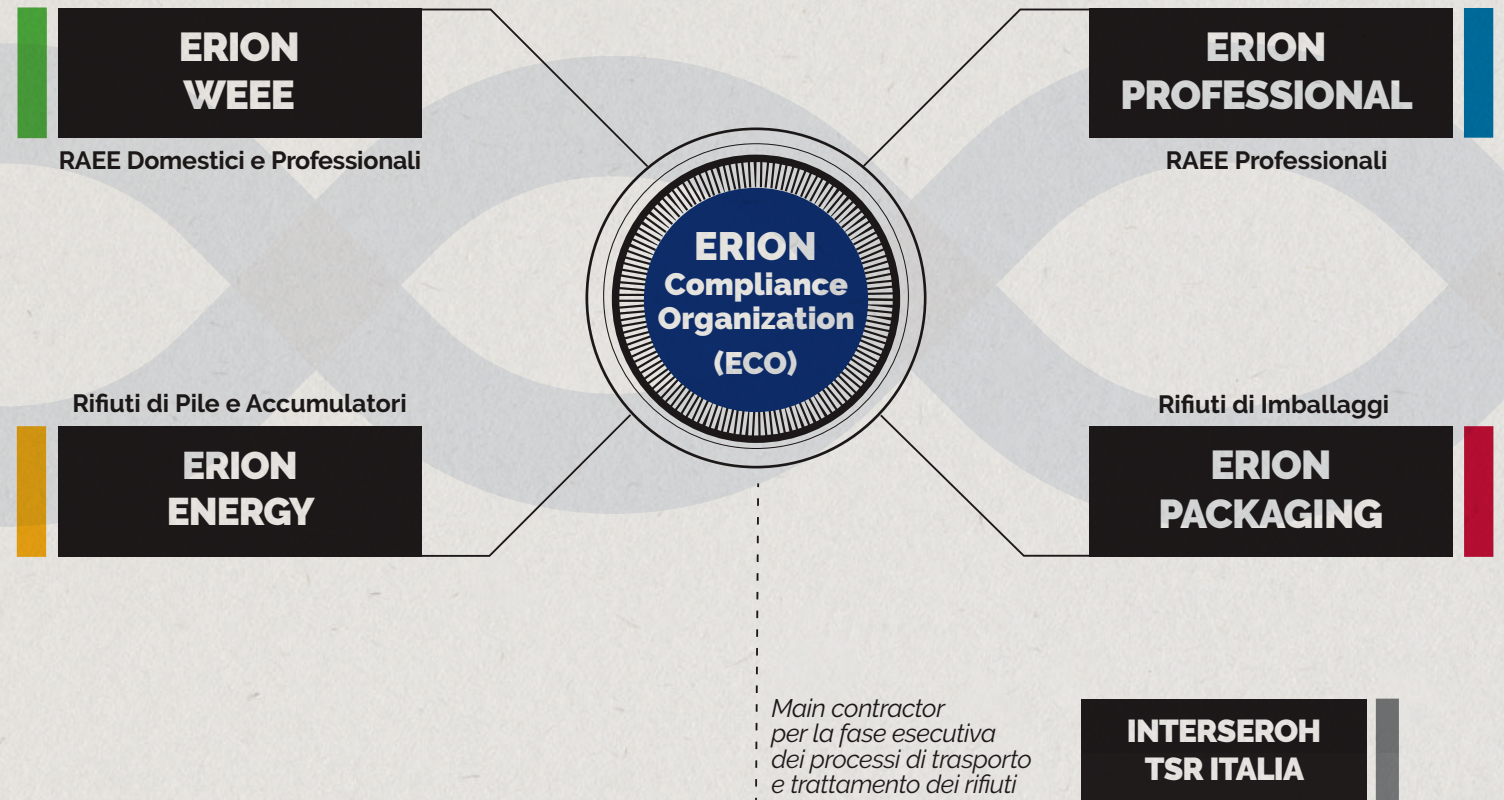 ERION
WEEE
RAEE Domestici e Professionali
ERION
PROFESSIONAL
RAEE Professionali
ERION
Compliance
Organization
(ECO)
Rifiuti di Pile e Accumulatori
ERION
ENERGY
Rifiuti di Imballaggi
ERION
PACKAGING
Main contractor
per la fase esecutiva
dei processi di trasporto
e trattamento dei rifiuti
INTERSEROH
TSR ITALIA